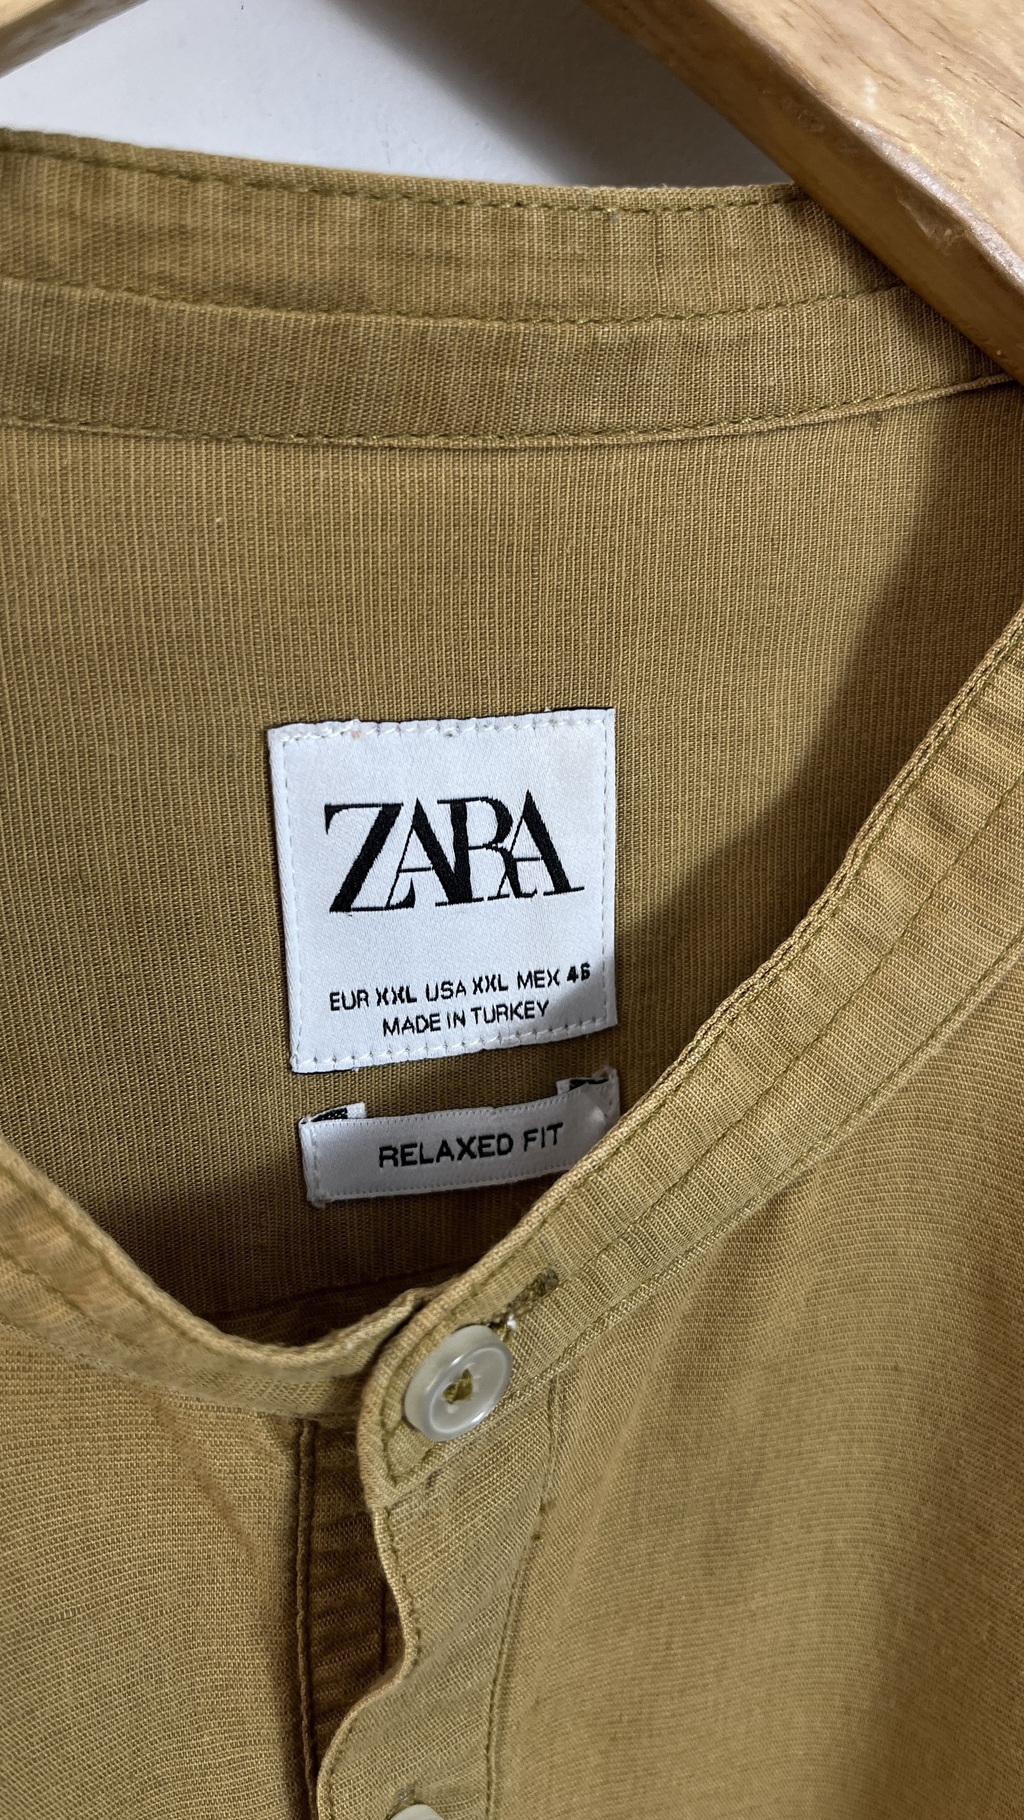 ZARA
EUR XXL USA XXL MEX 46
MADE IN TURKEY
RELAXED FIT